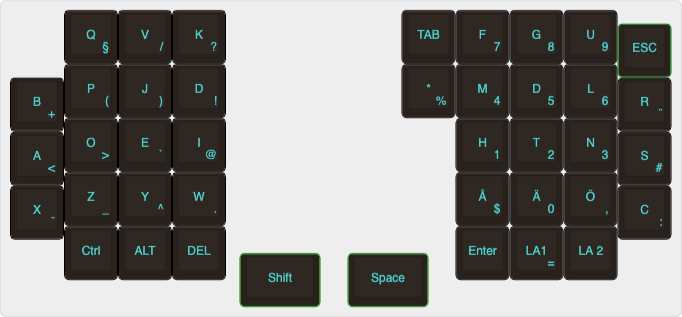 Q § V / K ? TAB F 7 G 8 U 9 ESC
B + P ( J ) D ! * % M 4 D 5 L 6 R ¨
A < O > E ` I @ H 1 T 2 N 3 S #
X Z _ Y ^ W . Å $ Ä 0 Ö , C :
Ctrl ALT DEL Enter LA1 = LA 2
Shift Space